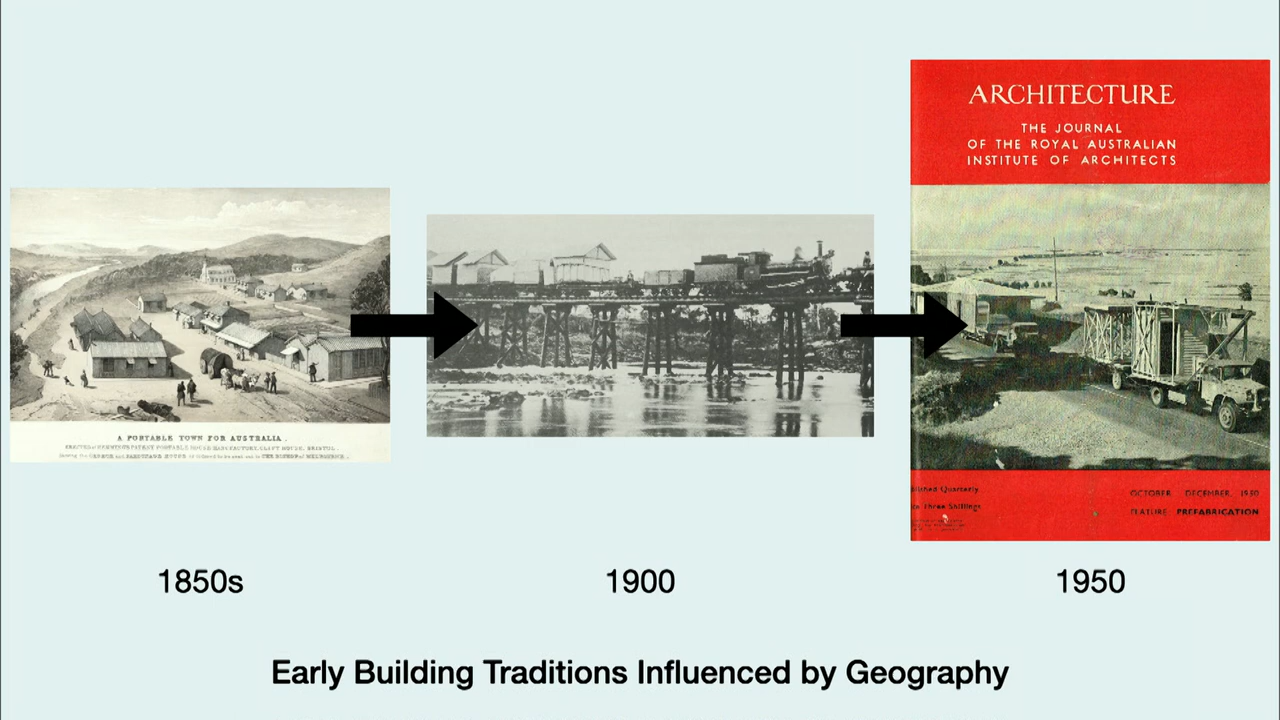 ARCHITECTURE
THE JOURNAL
OF THE ROYAL AUSTRALIAN
INSTITUTE OF ARCHITECTS
A PORTABLE TOWN FOR AUSTRALIA.
OCTOBER DECEMBER, 1950
FEATURE PREFABRICATION
Quarterly
Three Shillings
1850s
1900
1950
Early Building Traditions Influenced by Geography